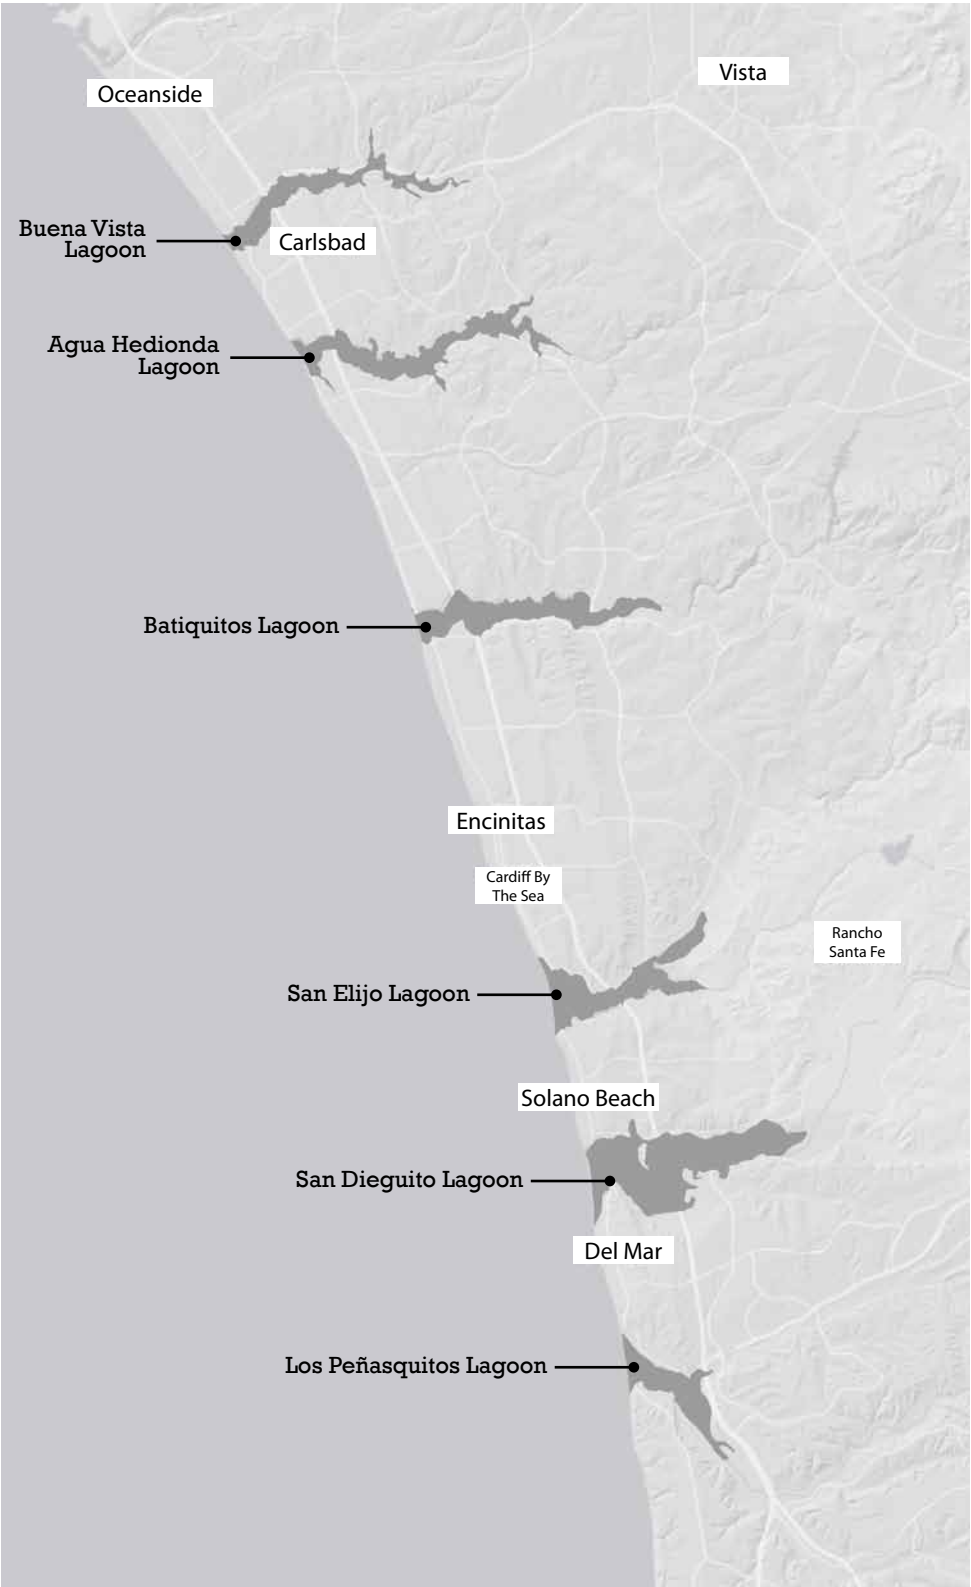 Vista
Oceanside
Buena Vista
Lagoon
Carlsbad
Agua Hedionda
Lagoon
Batiquitos Lagoon
Encinitas
Cardiff By
The Sea
Rancho
Santa Fe
San Elijo Lagoon
Solano Beach
San Dieguito Lagoon
Del Mar
Los Peñasquitos Lagoon